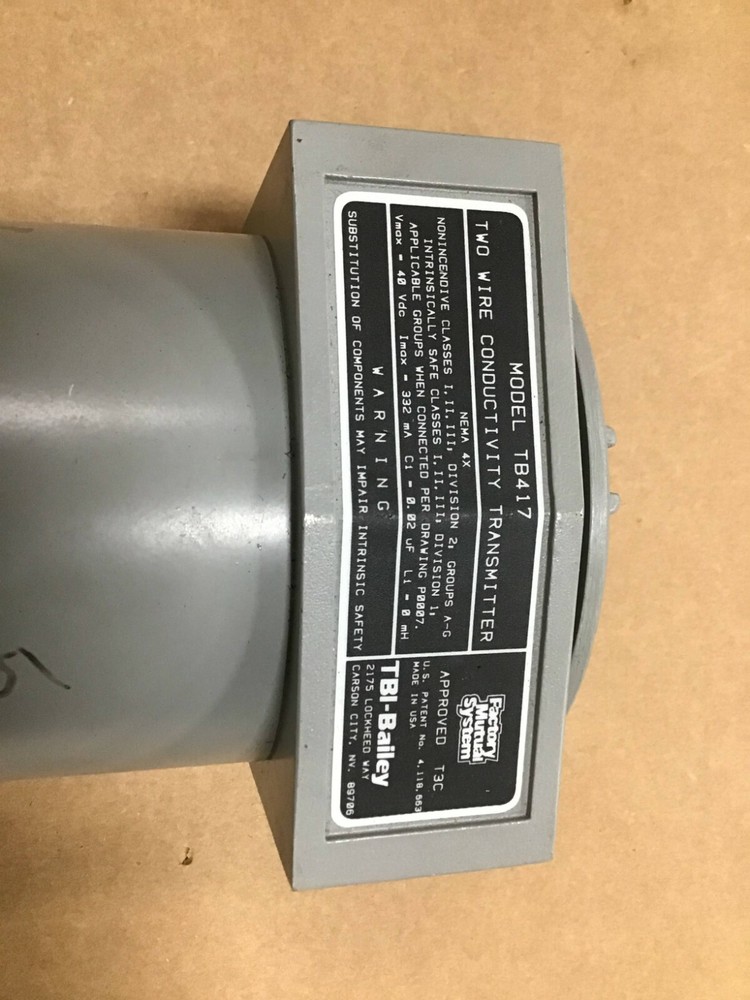 MODEL TB417
TWO WIRE CONDUCTIVITY TRANSMITTER
NEMA 4X
NONINCENDIVE CLASSES I,II,III, DIVISION 2, GROUPS A-G
INTRINSICALLY SAFE CLASSES I,II,III, DIVISION 1,
APPLICABLE GROUPS WHEN CONNECTED PER DRAWING P0007.
Vmax = 40 Vdc Imax = 332 mA Ci = 0.02 uF Li = 0 mH
WARNING
SUBSTITUTION OF COMPONENTS MAY IMPAIR INTRINSIC SAFETY
Factory
Mutual
System
APPROVED T3C
U.S. PATENT No. 4,118,663
MADE IN USA
TBI-Bailey
2175 LOCKHEED WAY
CARSON CITY, NV. 89706